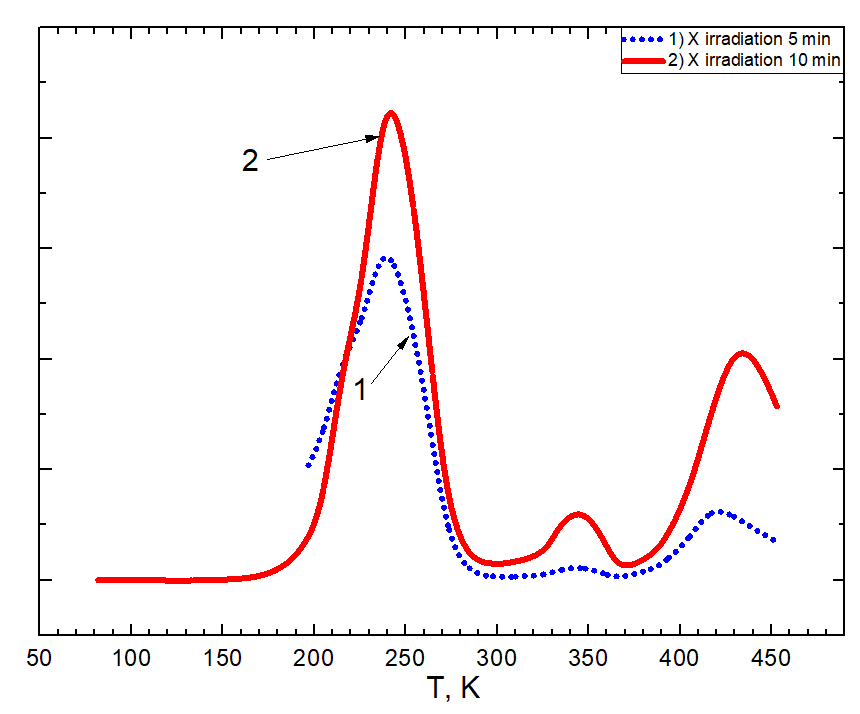 1) X irradiation 5 min
2) X irradiation 10 min
2
1
50 100 150 200 250 300 350 400 450
T, K